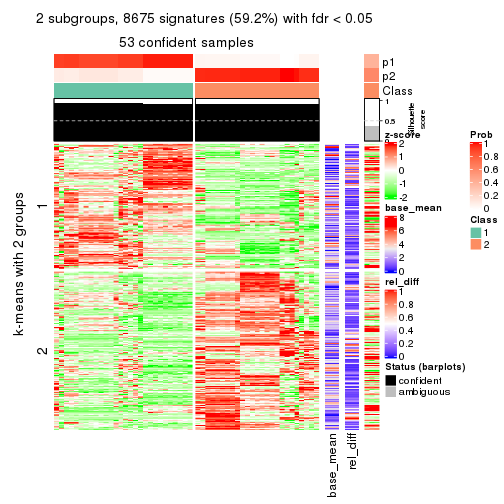 2 subgroups, 8675 signatures (59.2%) with fdr < 0.05
53 confident samples
p1
p2
Class
1
0.5
0
Silhouette
score
k-means with 2 groups
1
2
z-score
2
1
0
-1
-2
base_mean
8
6
4
2
0
rel_diff
1
0.8
0.6
0.4
0.2
0
Status (barplots)
confident
ambiguous
Prob
1
0.8
0.6
0.4
0.2
0
Class
1
2
base_mean
rel_diff